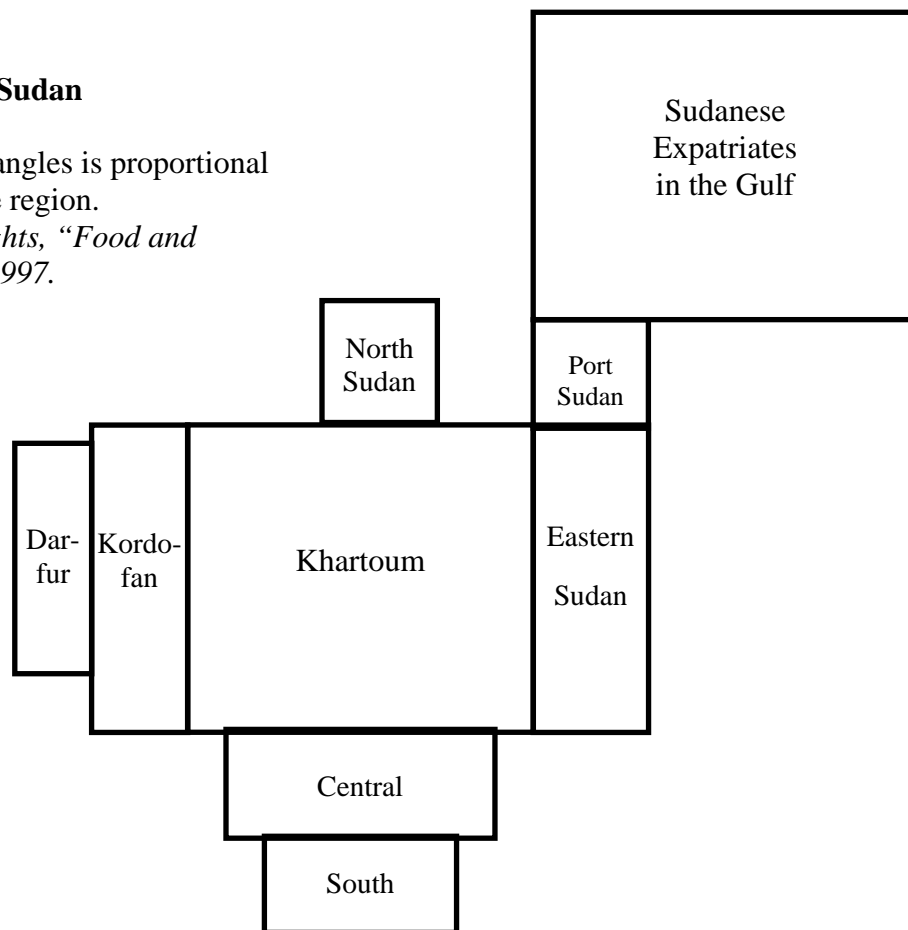 Sudan
angles is proportional
e region.
ghts, “Food and
997.
Sudanese
Expatriates
in the Gulf
North
Sudan
Port
Sudan
Dar-
fur
Kordo-
fan
Khartoum
Eastern
Sudan
Central
South